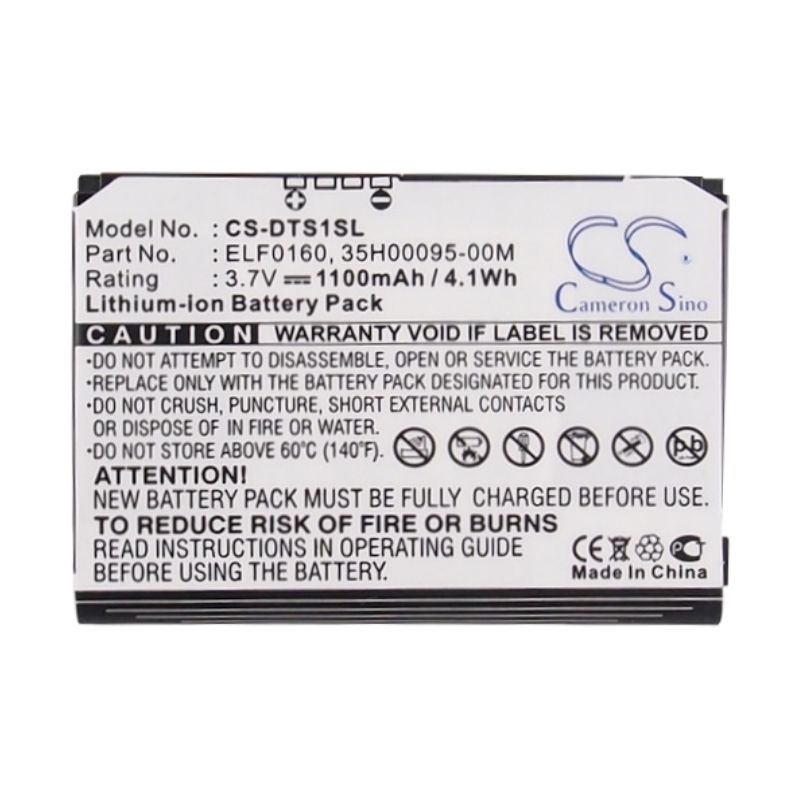 Model No. : CS-DTS1SL
Part No. : ELF0160, 35H00095-00M
Rating : 3.7V 1100mAh / 4.1Wh
Lithium-ion Battery Pack
CS
Cameron Sino
CAUTION WARRANTY VOID IF LABEL IS REMOVED
•DO NOT ATTEMPT TO DISASSEMBLE, OPEN OR SERVICE THE BATTERY PACK.
•REPLACE ONLY WITH THE BATTERY PACK DESIGNATED FOR THIS PRODUCT.
•DO NOT CRUSH, PUNCTURE, SHORT EXTERNAL CONTACTS
OR DISPOSE OF IN FIRE OR WATER.
•DO NOT STORE ABOVE 60°C (140°F).
Pb
ATTENTION!
NEW BATTERY PACK MUST BE FULLY CHARGED BEFORE USE
TO REDUCE RISK OF FIRE OR BURNS
READ INSTRUCTIONS IN OPERATING GUIDE
BEFORE USING THE BATTERY.
CE
Made In China